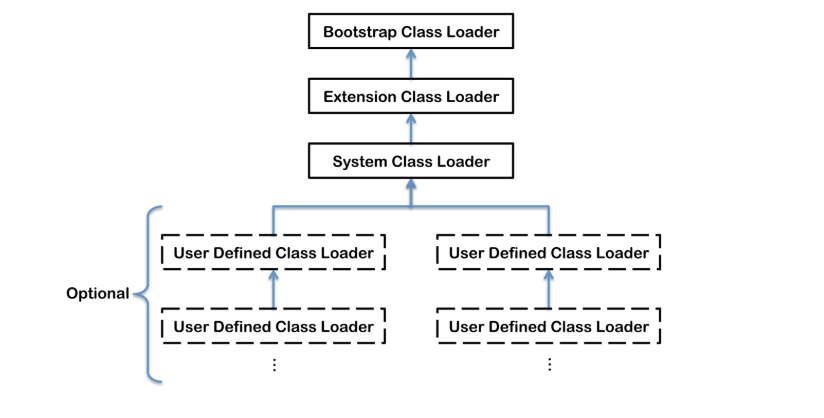 Bootstrap Class Loader
Extension Class Loader
System Class Loader
User Defined Class Loader
User Defined Class Loader
Optional
User Defined Class Loader
User Defined Class Loader
⋮
⋮